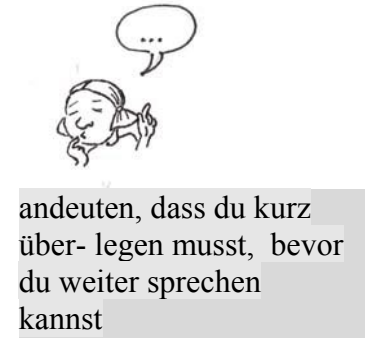 ...
andeuten, dass du kurz
über- legen musst,  bevor
du weiter sprechen
kannst